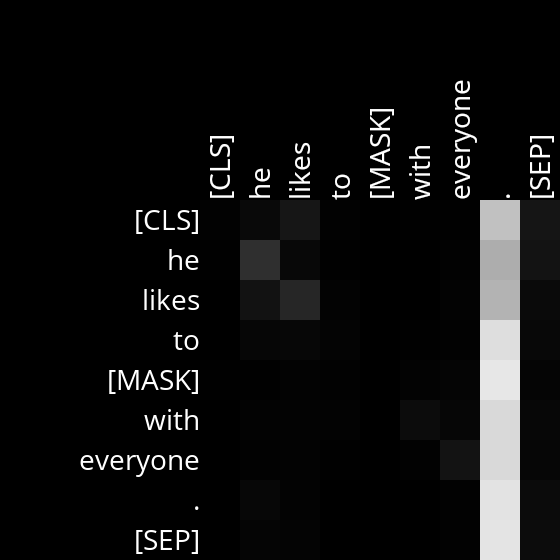 [CLS] he likes to [MASK] with everyone . [SEP]
[CLS]
he
likes
to
[MASK]
with
everyone
.
[SEP]